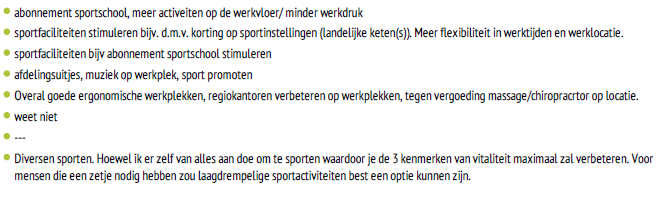 abonnement sportschool, meer activeiten op de werkvloer/ minder werkdruk
sportfaciliteiten stimuleren bijv. d.m.v. korting op sportinstellingen (landelijke keten(s)). Meer flexibiliteit in werktijden en werklocatie.
sportfaciliteiten bijv abonnement sportschool stimuleren
afdelingsuitjes, muziek op werkplek, sport promoten
Overal goede ergonomische werkplekken, regiokantoren verbeteren op werkplekken, tegen vergoeding massage/chiropracrtor op locatie.
weet niet
---
Diversen sporten. Hoewel ik er zelf van alles aan doe om te sporten waardoor je de 3 kenmerken van vitaliteit maximaal zal verbeteren. Voor
mensen die een zetje nodig hebben zou laagdrempelige sportactiviteiten best een optie kunnen zijn.